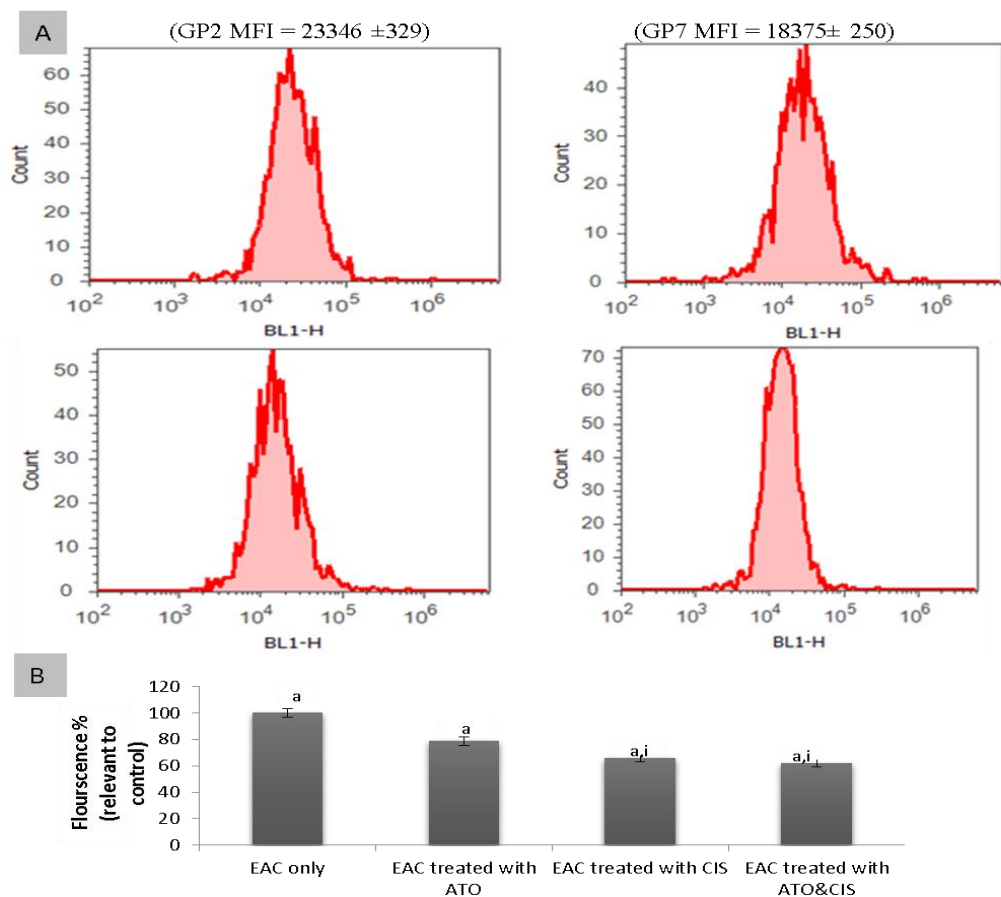 A
(GP2 MFI = 23346 ±329)
(GP7 MFI = 18375± 250)
Count
60
50
40
30
20
10
0
10² 10³ 10⁴ 10⁵ 10⁶
BL1-H
Count
40
30
20
10
0
10² 10³ 10⁴ 10⁵ 10⁶
BL1-H
Count
50
40
30
20
10
0
10² 10³ 10⁴ 10⁵ 10⁶
BL1-H
Count
70
60
50
40
30
20
10
0
10² 10³ 10⁴ 10⁵ 10⁶
BL1-H
B
Flourscence %
(relevant to
control)
120
100
80
60
40
20
0
a
a
a,i
a,i
EAC only
EAC treated with
ATO
EAC treated with CIS
EAC treated with
ATO&CIS